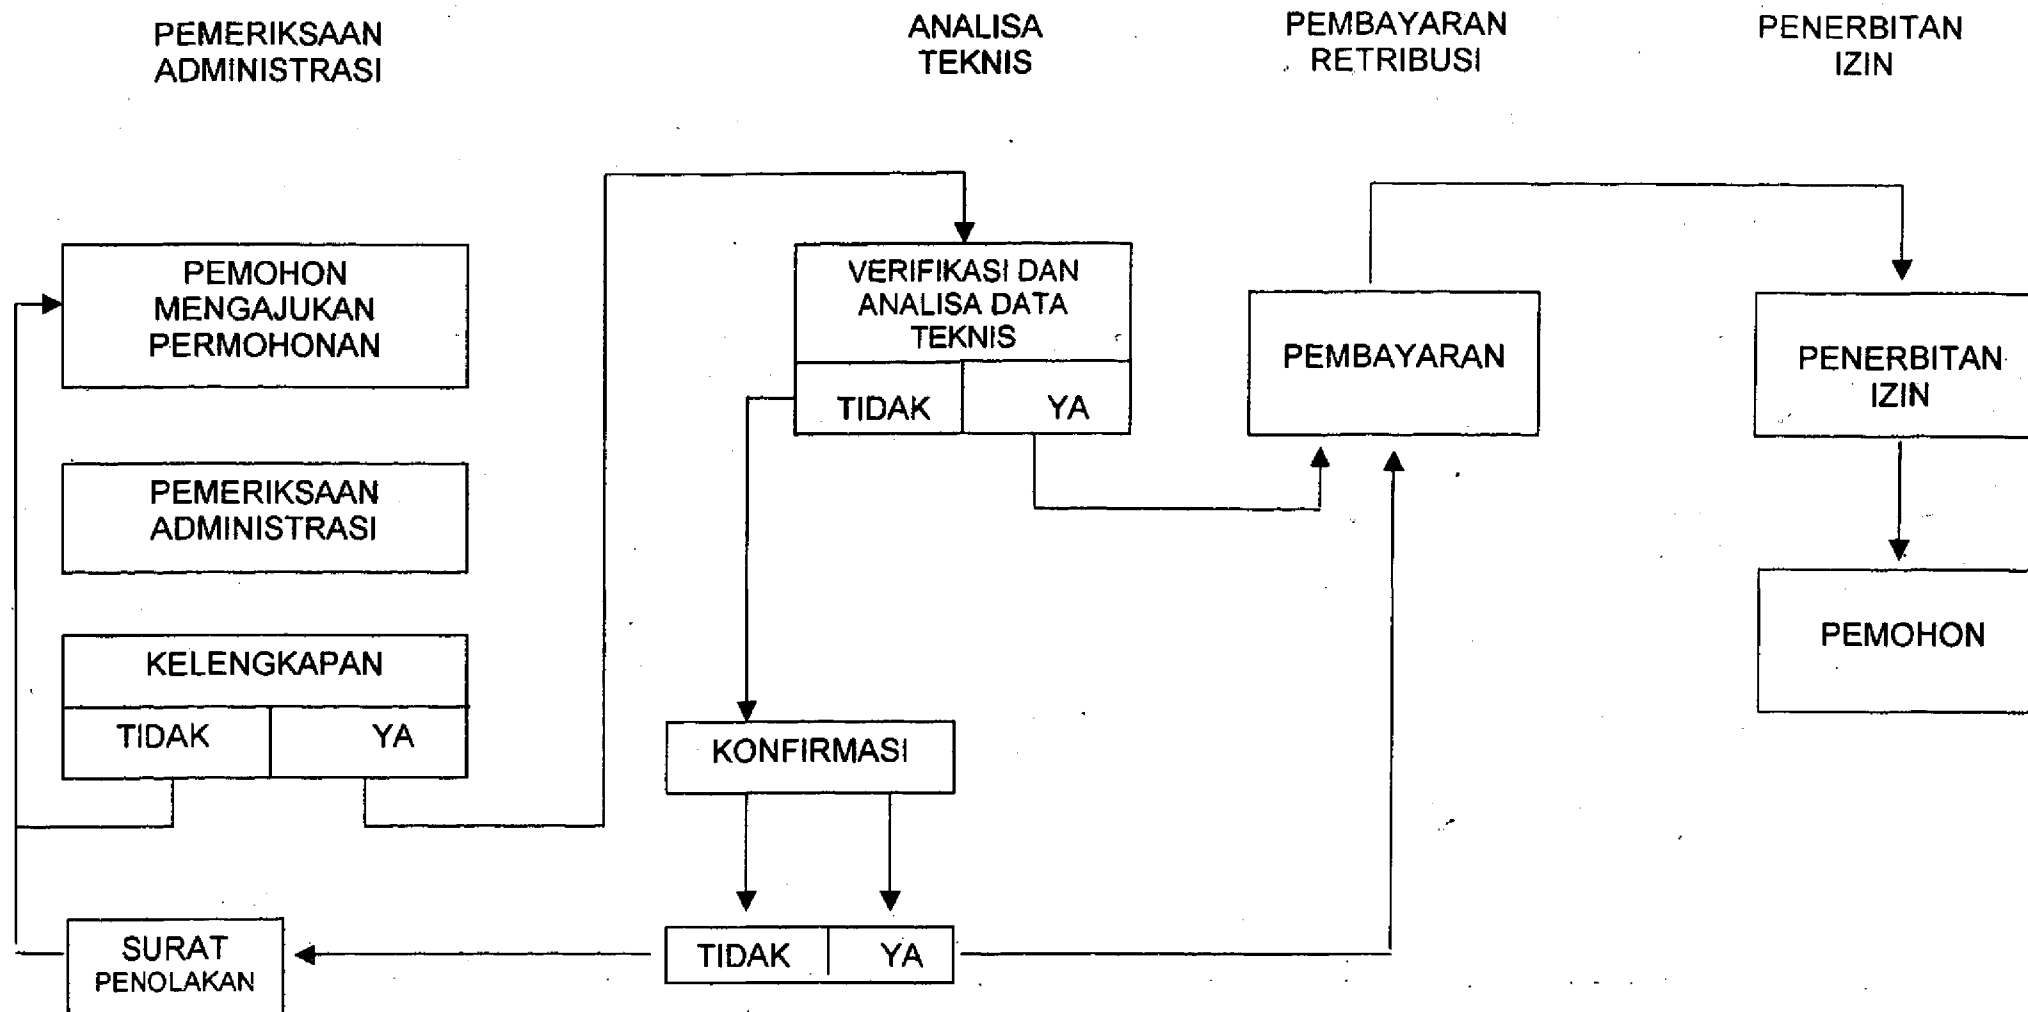 PEMERIKSAAN
ADMINISTRASI
ANALISA
TEKNIS
PEMBAYARAN
RETRIBUSI
PENERBITAN
IZIN
PEMOHON
MENGAJUKAN
PERMOHONAN
PEMERIKSAAN
ADMINISTRASI
KELENGKAPAN
TIDAK YA
SURAT
PENOLAKAN
VERIFIKASI DAN
ANALISA DATA
TEKNIS
TIDAK YA
KONFIRMASI
TIDAK YA
PEMBAYARAN
PENERBITAN
IZIN
PEMOHON